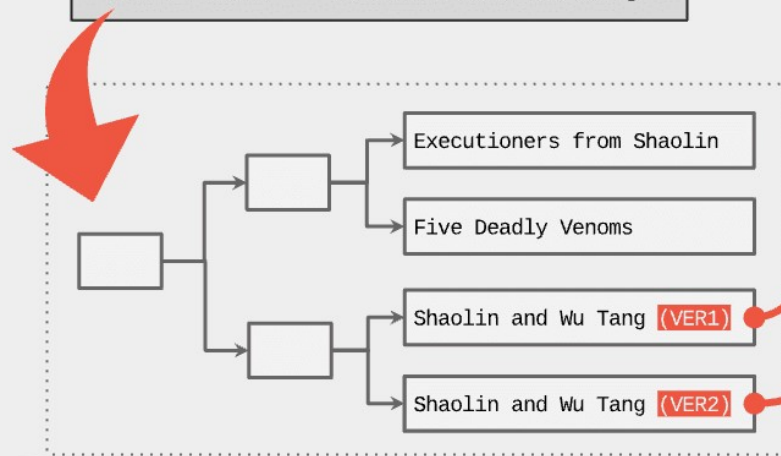 Executioners from Shaolin
Five Deadly Venoms
Shaolin and Wu Tang (VER1)
Shaolin and Wu Tang (VER2)